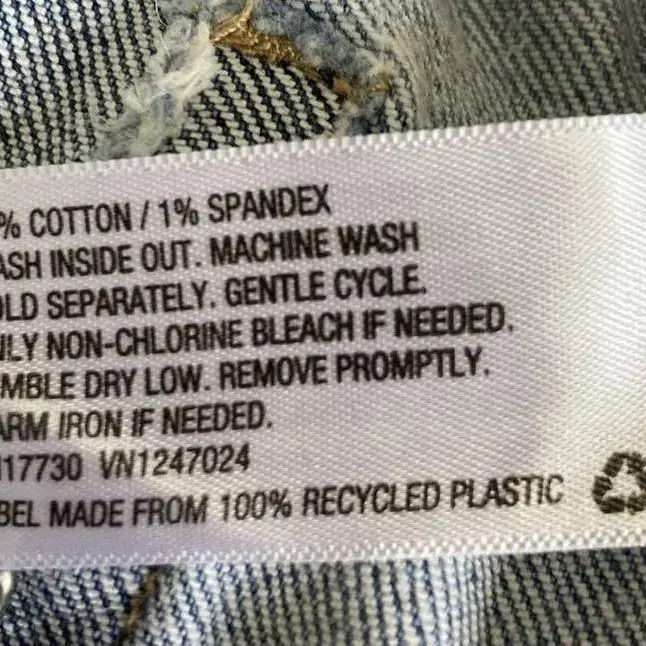 % COTTON / 1% SPANDEX
ASH INSIDE OUT. MACHINE WASH
OLD SEPARATELY. GENTLE CYCLE.
NLY NON-CHLORINE BLEACH IF NEEDED.
MBLE DRY LOW. REMOVE PROMPTLY.
ARM IRON IF NEEDED.
17730 VN1247024
BEL MADE FROM 100% RECYCLED PLASTIC